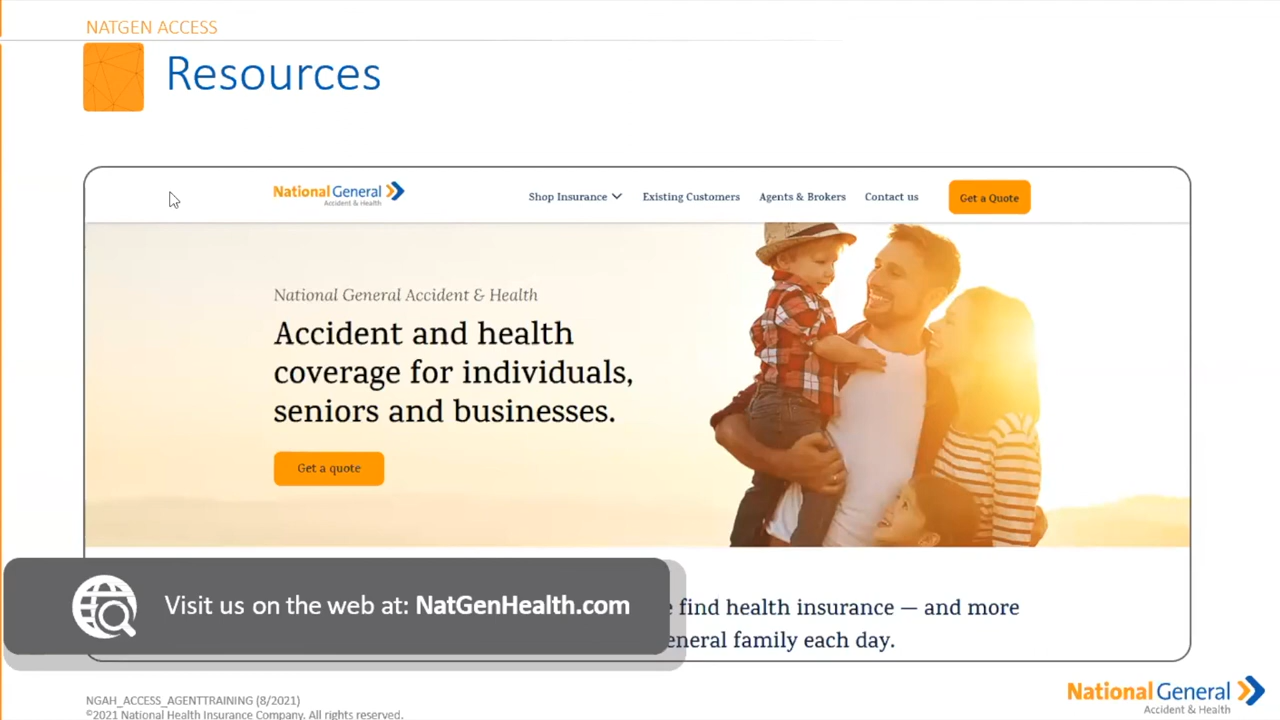 NATGEN ACCESS
Resources
National General
Accident & Health
Shop Insurance
Existing Customers
Agents & Brokers
Contact us
Get a Quote
National General Accident & Health
Accident and health
coverage for individuals,
seniors and businesses.
Get a quote
Visit us on the web at: NatGenHealth.com
find health insurance — and more
family each day.
NGAH_ACCESS_AGENTTRAINING (8/2021)
©2021 National Health Insurance Company. All rights reserved.
National General
Accident & Health